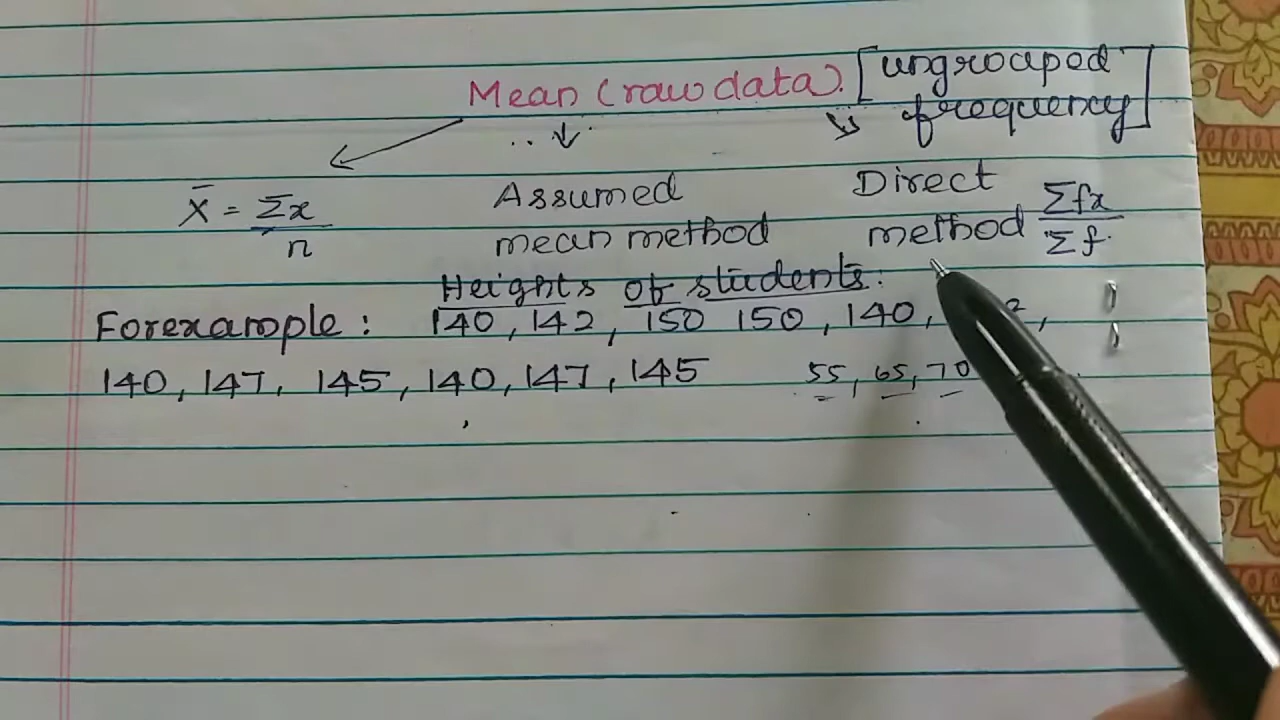 Mean (raw data). [ungrouped
frequency]
x̄ = Σx
n
Assumed
mean method
Direct
method Σfx
Σf
Heights of students:
For example : 140, 142, 150 150, 140,
140, 147, 145, 140, 147, 145
55, 65, 70